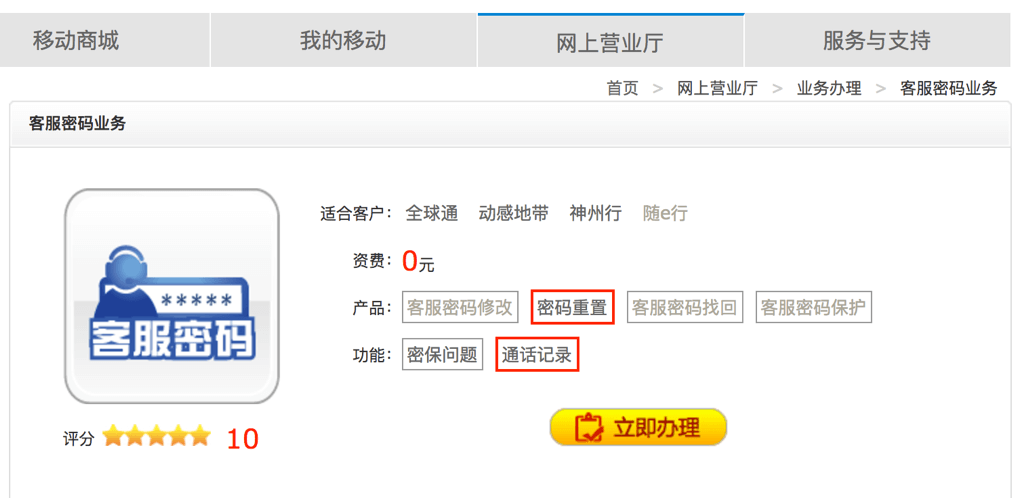 移动商城 我的移动 网上营业厅 服务与支持
首页 > 网上营业厅 > 业务办理 > 客服密码业务
客服密码业务
适合客户： 全球通 动感地带 神州行 随e行
资费： 0元
*****
客服密码
产品： 客服密码修改 密码重置 客服密码找回 客服密码保护
功能： 密保问题 通话记录
评分 10
立即办理